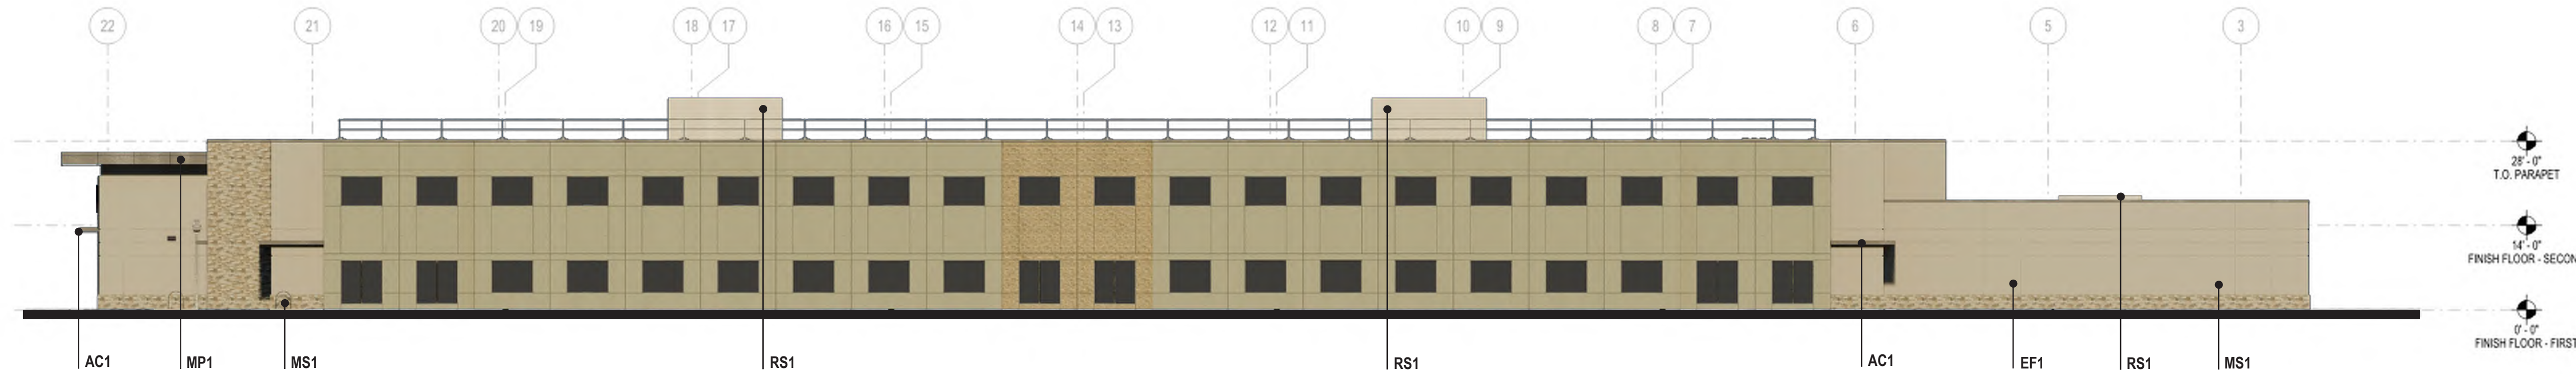 22 21 20 19 18 17 16 15 14 13 12 11 10 9 8 7 6 5 3
28' - 0"
T.O. PARAPET
14' - 0"
FINISH FLOOR - SECON
0' - 0"
FINISH FLOOR - FIRST
AC1 MP1 MS1 RS1 RS1 AC1 EF1 RS1 MS1